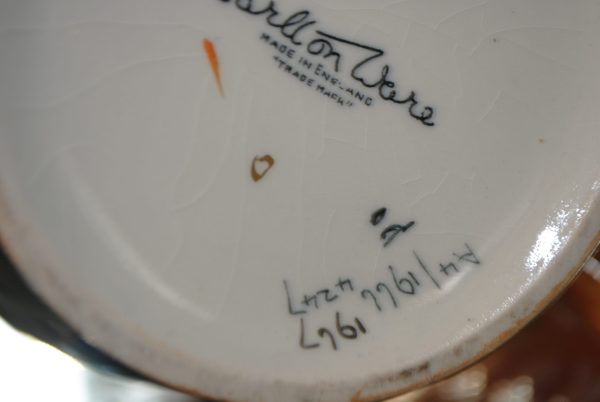 Carlton Ware
MADE IN ENGLAND
"TRADE MARK"
A4/1966
4247
1967